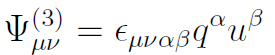 Ψ^{(3)}_{μν} = ϵ_{μναβ} q^α u^β